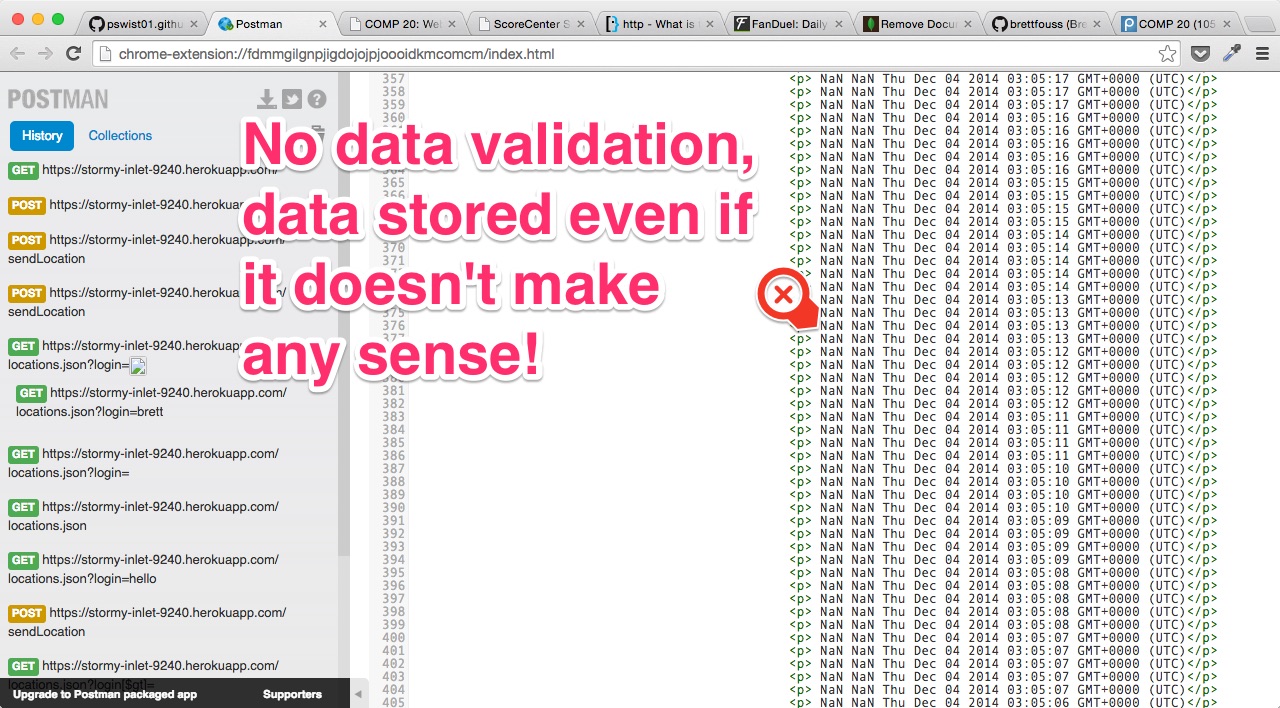 pswist01.githu
Postman
COMP 20: We
ScoreCenter S
http - What is
FanDuel: Daily
Remove Docu
brettfouss (Bre
COMP 20 (105
chrome-extension://fdmmgilgnpjigdojojpjoooidkmcomcm/index.html
POSTMAN
History
Collections
GET https://stormy-inlet-9240.herokuapp.com/
POST https://stormy-inlet-9240.herokuap
POST https://stormy-inlet-9240.herokuapp.com/
sendLocation
POST https://stormy-inlet-9240.herokuapp.com/
sendLocation
GET https://stormy-inlet-9240.herokuap
locations.json?login=
GET https://stormy-inlet-9240.herokuapp.com/
locations.json?login=brett
GET https://stormy-inlet-9240.herokuapp.com/
locations.json?login=
GET https://stormy-inlet-9240.herokuapp.com/
locations.json
GET https://stormy-inlet-9240.herokuapp.com/
locations.json?login=hello
POST https://stormy-inlet-9240.herokuapp.com/
sendLocation
GET https://stormy-inlet-9240.herokuapp.com/
locations.json?login[$gt]=
Upgrade to Postman packaged app
Supporters
No data validation,
data stored even if
it doesn't make
any sense!
357 <p> NaN NaN Thu Dec 04 2014 03:05:17 GMT+0000 (UTC)</p>
358 <p> NaN NaN Thu Dec 04 2014 03:05:17 GMT+0000 (UTC)</p>
359 <p> NaN NaN Thu Dec 04 2014 03:05:17 GMT+0000 (UTC)</p>
360 <p> NaN NaN Thu Dec 04 2014 03:05:16 GMT+0000 (UTC)</p>
<p> NaN NaN Thu Dec 04 2014 03:05:16 GMT+0000 (UTC)</p>
<p> NaN NaN Thu Dec 04 2014 03:05:16 GMT+0000 (UTC)</p>
<p> NaN NaN Thu Dec 04 2014 03:05:16 GMT+0000 (UTC)</p>
364 <p> NaN NaN Thu Dec 04 2014 03:05:16 GMT+0000 (UTC)</p>
365 <p> NaN NaN Thu Dec 04 2014 03:05:15 GMT+0000 (UTC)</p>
<p> NaN NaN Thu Dec 04 2014 03:05:15 GMT+0000 (UTC)</p>
<p> NaN NaN Thu Dec 04 2014 03:05:15 GMT+0000 (UTC)</p>
<p> NaN NaN Thu Dec 04 2014 03:05:15 GMT+0000 (UTC)</p>
<p> NaN NaN Thu Dec 04 2014 03:05:14 GMT+0000 (UTC)</p>
370 <p> NaN NaN Thu Dec 04 2014 03:05:14 GMT+0000 (UTC)</p>
371 <p> NaN NaN Thu Dec 04 2014 03:05:14 GMT+0000 (UTC)</p>
p> NaN NaN Thu Dec 04 2014 03:05:14 GMT+0000 (UTC)</p>
NaN NaN Thu Dec 04 2014 03:05:14 GMT+0000 (UTC)</p>
NaN NaN Thu Dec 04 2014 03:05:13 GMT+0000 (UTC)</p>
375 NaN NaN Thu Dec 04 2014 03:05:13 GMT+0000 (UTC)</p>
376 NaN NaN Thu Dec 04 2014 03:05:13 GMT+0000 (UTC)</p>
<p> NaN NaN Thu Dec 04 2014 03:05:13 GMT+0000 (UTC)</p>
<p> NaN NaN Thu Dec 04 2014 03:05:12 GMT+0000 (UTC)</p>
<p> NaN NaN Thu Dec 04 2014 03:05:12 GMT+0000 (UTC)</p>
<p> NaN NaN Thu Dec 04 2014 03:05:12 GMT+0000 (UTC)</p>
381 <p> NaN NaN Thu Dec 04 2014 03:05:12 GMT+0000 (UTC)</p>
382 <p> NaN NaN Thu Dec 04 2014 03:05:12 GMT+0000 (UTC)</p>
383 <p> NaN NaN Thu Dec 04 2014 03:05:11 GMT+0000 (UTC)</p>
384 <p> NaN NaN Thu Dec 04 2014 03:05:11 GMT+0000 (UTC)</p>
385 <p> NaN NaN Thu Dec 04 2014 03:05:11 GMT+0000 (UTC)</p>
386 <p> NaN NaN Thu Dec 04 2014 03:05:11 GMT+0000 (UTC)</p>
387 <p> NaN NaN Thu Dec 04 2014 03:05:10 GMT+0000 (UTC)</p>
388 <p> NaN NaN Thu Dec 04 2014 03:05:10 GMT+0000 (UTC)</p>
389 <p> NaN NaN Thu Dec 04 2014 03:05:10 GMT+0000 (UTC)</p>
390 <p> NaN NaN Thu Dec 04 2014 03:05:10 GMT+0000 (UTC)</p>
391 <p> NaN NaN Thu Dec 04 2014 03:05:09 GMT+0000 (UTC)</p>
392 <p> NaN NaN Thu Dec 04 2014 03:05:09 GMT+0000 (UTC)</p>
393 <p> NaN NaN Thu Dec 04 2014 03:05:09 GMT+0000 (UTC)</p>
394 <p> NaN NaN Thu Dec 04 2014 03:05:09 GMT+0000 (UTC)</p>
395 <p> NaN NaN Thu Dec 04 2014 03:05:08 GMT+0000 (UTC)</p>
396 <p> NaN NaN Thu Dec 04 2014 03:05:08 GMT+0000 (UTC)</p>
397 <p> NaN NaN Thu Dec 04 2014 03:05:08 GMT+0000 (UTC)</p>
398 <p> NaN NaN Thu Dec 04 2014 03:05:08 GMT+0000 (UTC)</p>
399 <p> NaN NaN Thu Dec 04 2014 03:05:08 GMT+0000 (UTC)</p>
400 <p> NaN NaN Thu Dec 04 2014 03:05:07 GMT+0000 (UTC)</p>
401 <p> NaN NaN Thu Dec 04 2014 03:05:07 GMT+0000 (UTC)</p>
402 <p> NaN NaN Thu Dec 04 2014 03:05:07 GMT+0000 (UTC)</p>
403 <p> NaN NaN Thu Dec 04 2014 03:05:07 GMT+0000 (UTC)</p>
404 <p> NaN NaN Thu Dec 04 2014 03:05:07 GMT+0000 (UTC)</p>
405 <p> NaN NaN Thu Dec 04 2014 03:05:06 GMT+0000 (UTC)</p>